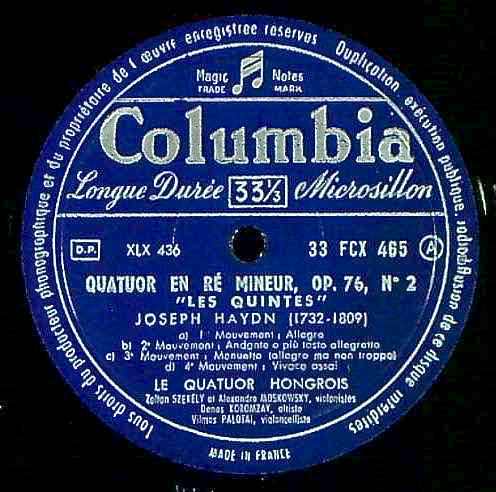 Tous droits du producteur phonographique et du propriétaire de l'œuvre enregistrée réservés Duplication, exécution publique, radiodiffusion de ce disque interdites
Magic Notes
TRADE MARK
Columbia
Longue Durée 33⅓ Microsillon
D.P. XLX 436 33 FCX 465 A
QUATUOR EN RÉ MINEUR, OP. 76, N° 2
"LES QUINTES"
JOSEPH HAYDN (1732-1809)
a) 1er Mouvement : Allegro
b) 2e Mouvement : Andante o più tosto allegretto
c) 3e Mouvement : Menuetto (allegro ma non troppo)
d) 4e Mouvement : Vivace assai
LE QUATUOR HONGROIS
Zoltan SZEKÉLY et Alexandre MOSKOWSKY, violonistes
Denes KOROMZAY, altiste
Vilmos PALOTAI, violoncelliste
MADE IN FRANCE